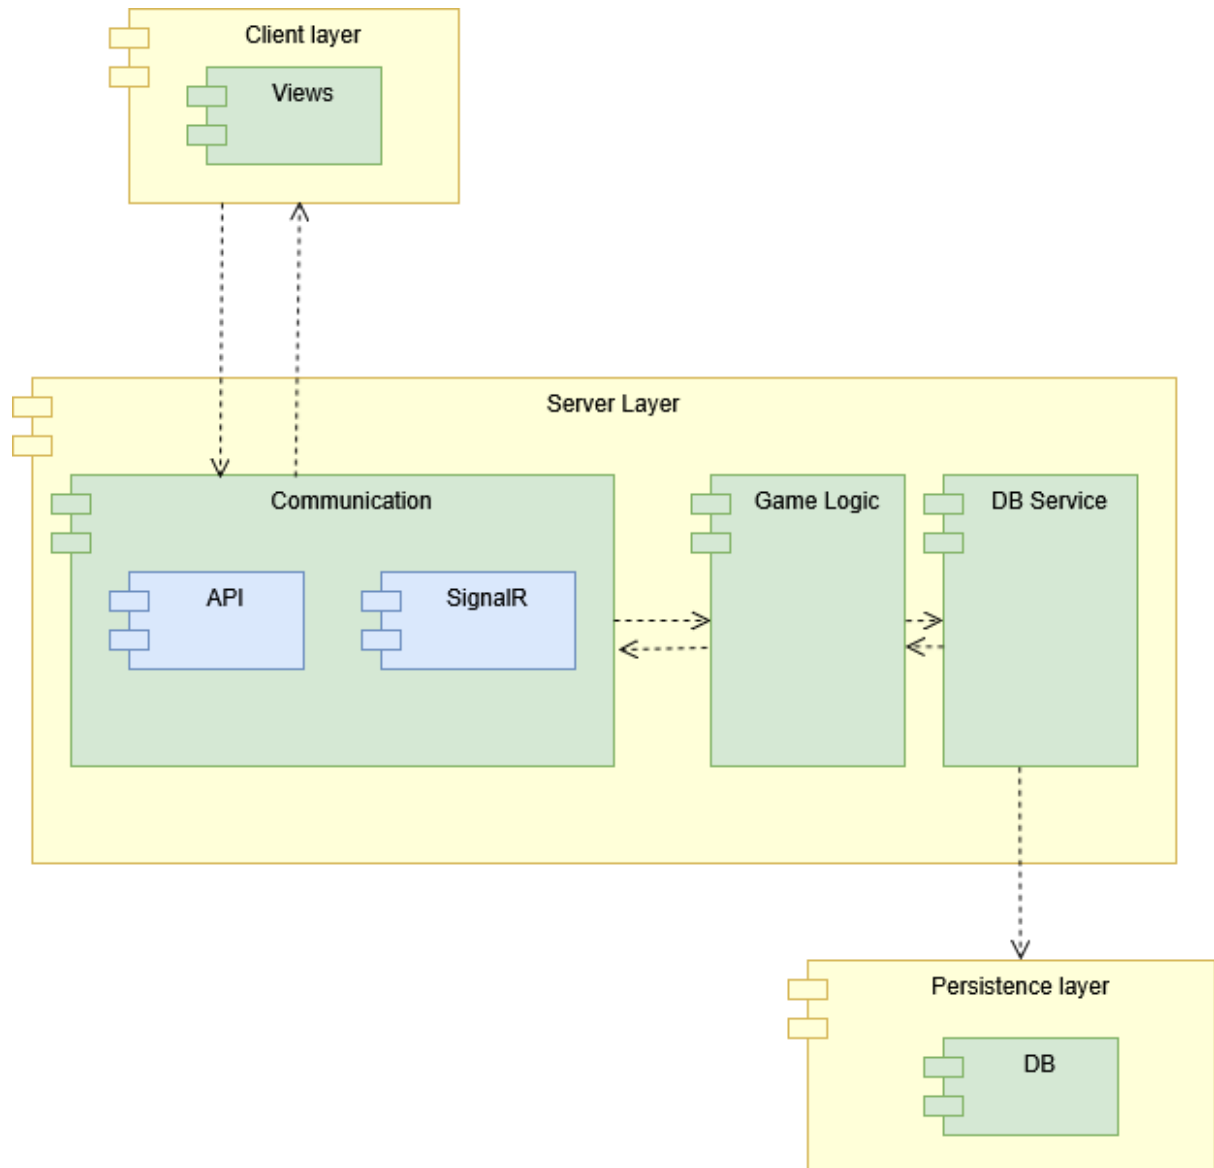 Client layer
Views
Server Layer
Communication
Game Logic
DB Service
API
SignalR
Persistence layer
DB